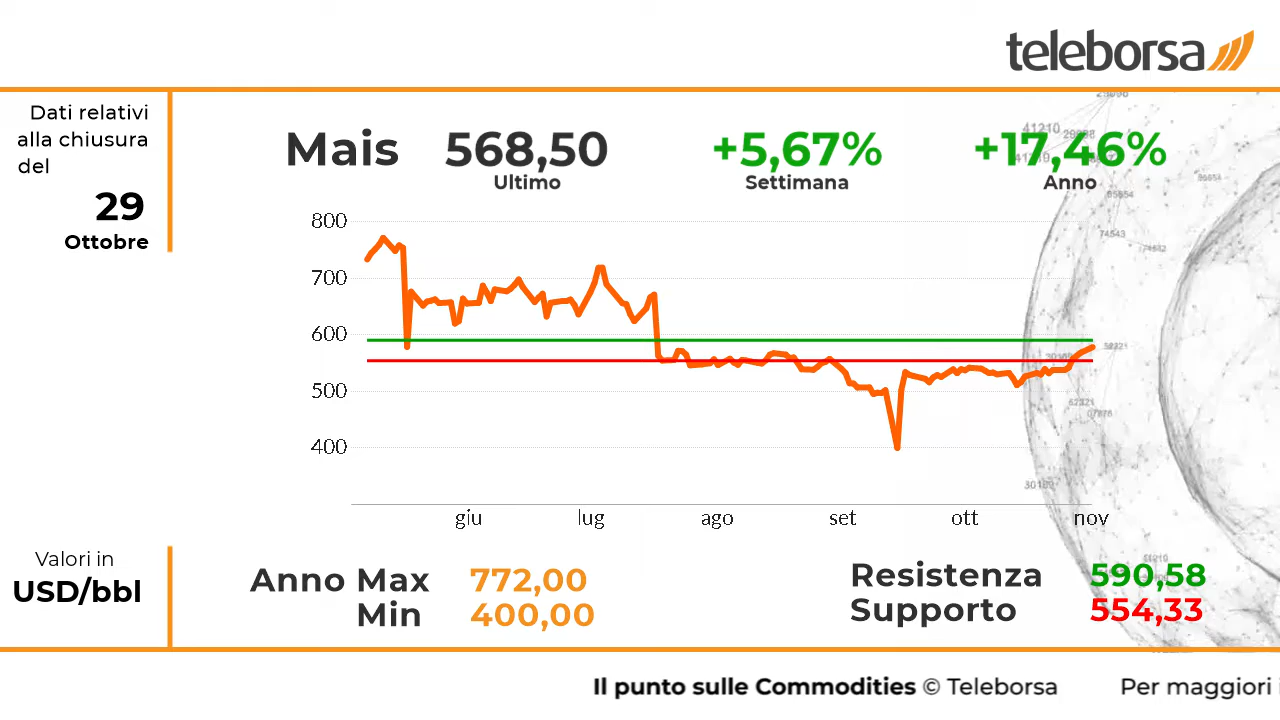 teleborsa
Dati relativi
alla chiusura
del
29
Ottobre
Mais 568,50 +5,67% +17,46%
Ultimo Settimana Anno
800
700
600
500
400
giu lug ago set ott nov
41210
74543
Valori in
USD/bbl
Anno Max 772,00
Min 400,00
Resistenza 590,58
Supporto 554,33
Il punto sulle Commodities © Teleborsa Per maggiori i